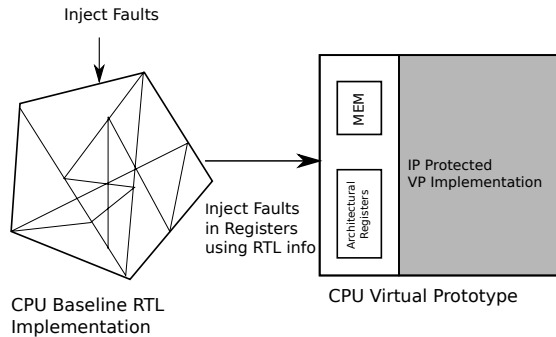 Inject Faults
MEM
Architectural
Registers
IP Protected
VP Implementation
Inject Faults
in Registers
using RTL info
CPU Baseline RTL
Implementation
CPU Virtual Prototype